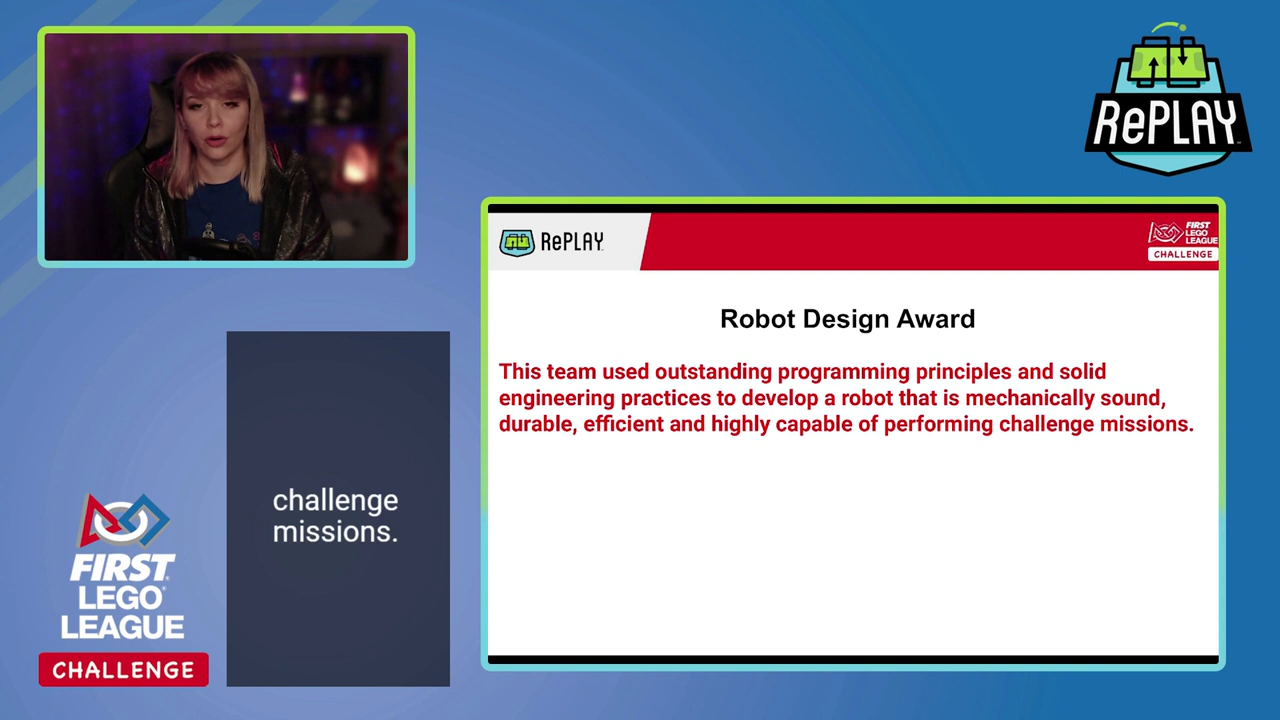 RePLAY
RePLAY
FIRST
LEGO
LEAGUE
CHALLENGE
Robot Design Award
This team used outstanding programming principles and solid
engineering practices to develop a robot that is mechanically sound,
durable, efficient and highly capable of performing challenge missions.
challenge
missions.
FIRST
LEGO
LEAGUE
CHALLENGE